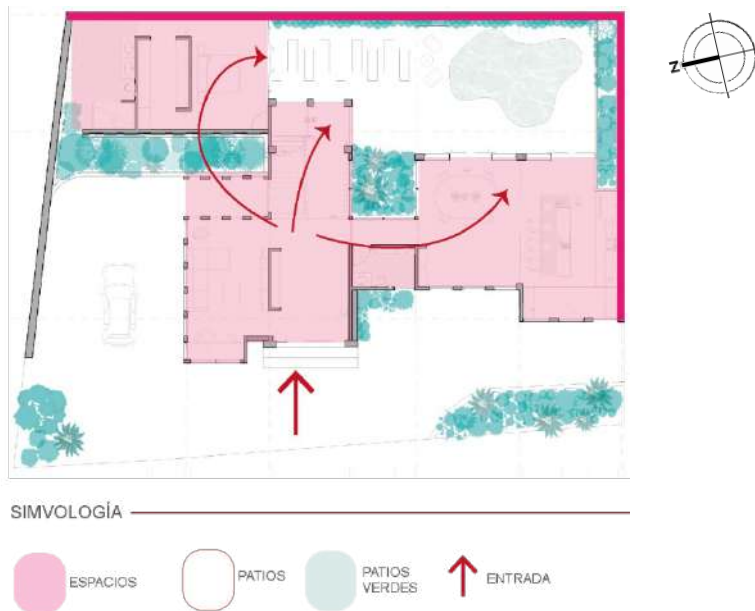 Z
SIMVOLOGÍA
ESPACIOS
PATIOS
PATIOS
VERDES
ENTRADA